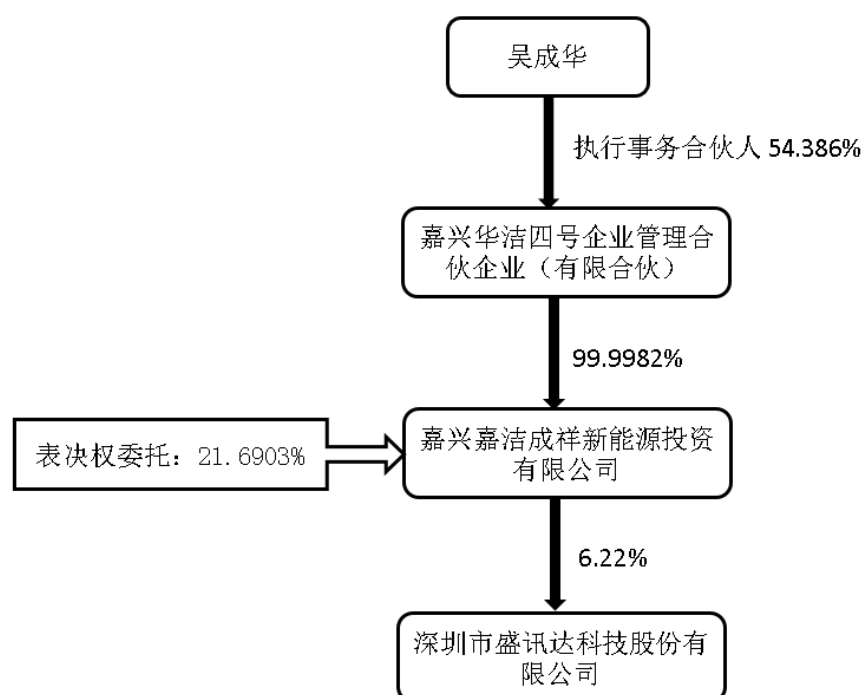 吴成华
执行事务合伙人 54.386%
嘉兴华洁四号企业管理合
伙企业（有限合伙）
99.9982%
表决权委托：21.6903%
嘉兴嘉洁成祥新能源投资
有限公司
6.22%
深圳市盛讯达科技股份有
限公司